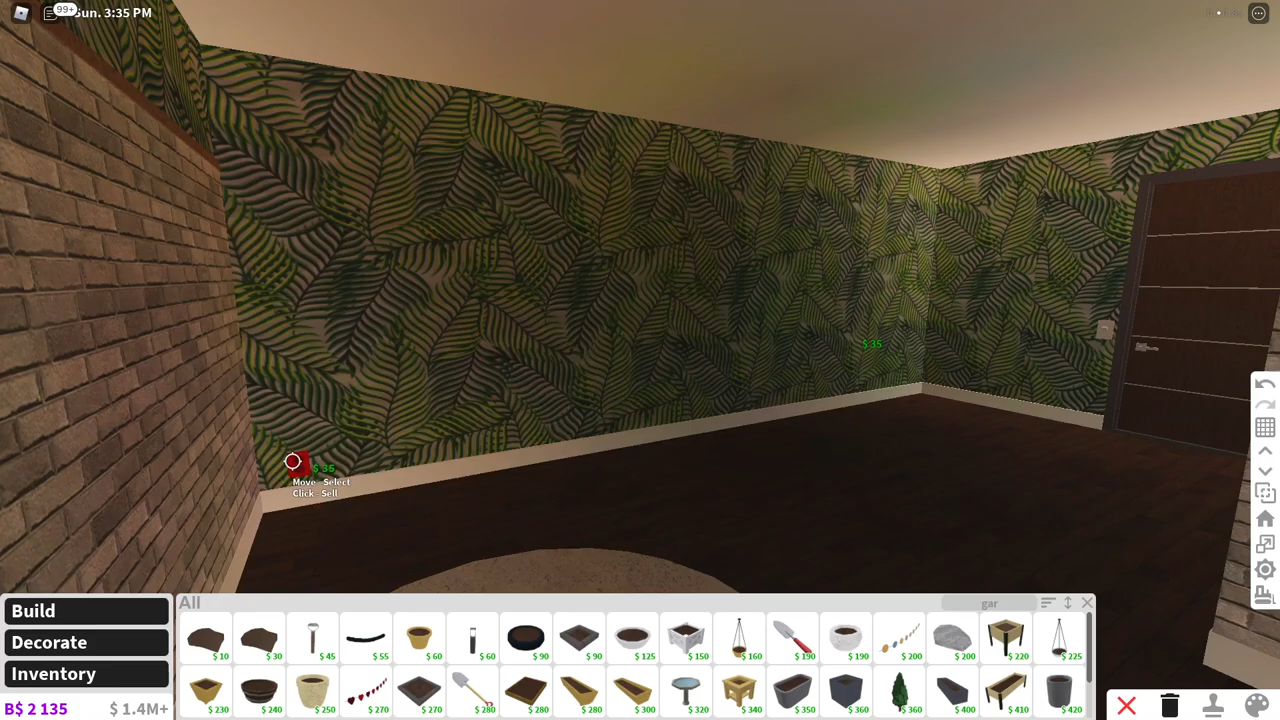 99+
Sun. 3:35 PM
$ 35
$ 35
Move - Select
Click - Sell
Build
Decorate
Inventory
B$ 2 135
$ 1.4M+
All
gar
$10 $30 $45 $55 $60 $60 $90 $90 $125 $150 $160 $190 $190 $200 $200 $220 $225
$230 $240 $250 $270 $270 $280 $280 $280 $300 $320 $340 $350 $360 $360 $400 $410 $420